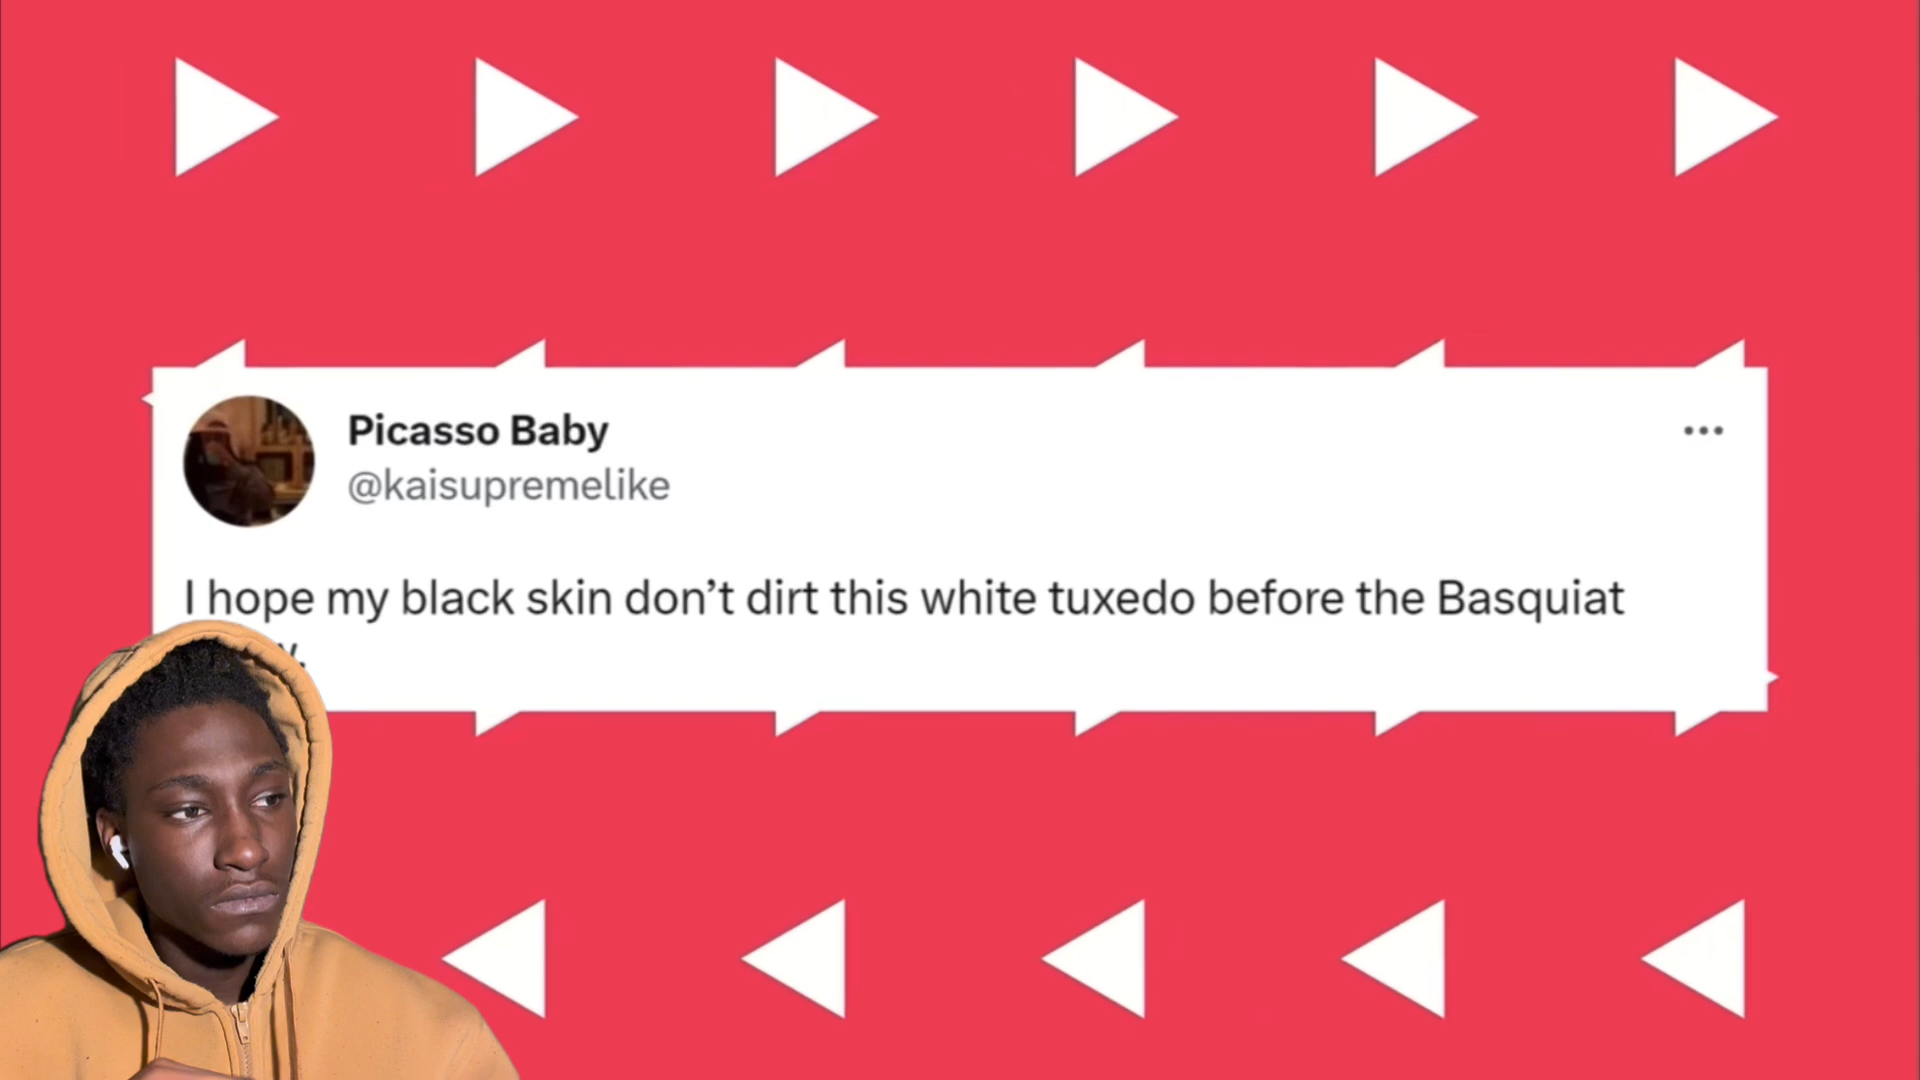 Picasso Baby
@kaisupremelike
I hope my black skin don’t dirt this white tuxedo before the Basquiat